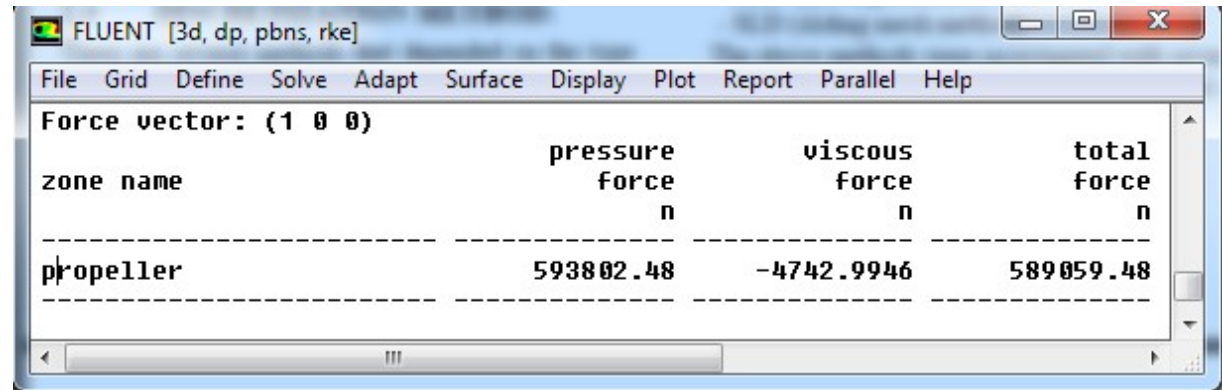 FLUENT [3d, dp, pbns, rke]
File Grid Define Solve Adapt Surface Display Plot Report Parallel Help
Force vector: (1 0 0)
pressure viscous total
zone name force force force
n n n
------------------------- -------------- -------------- --------------
propeller 593802.48 -4742.9946 589059.48
------------------------- -------------- -------------- --------------